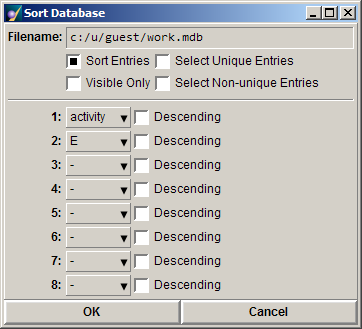 Sort Database
Filename: c:/u/guest/work.mdb
Sort Entries Select Unique Entries
Visible Only Select Non-unique Entries
1: activity Descending
2: E Descending
3: - Descending
4: - Descending
5: - Descending
6: - Descending
7: - Descending
8: - Descending
OK Cancel